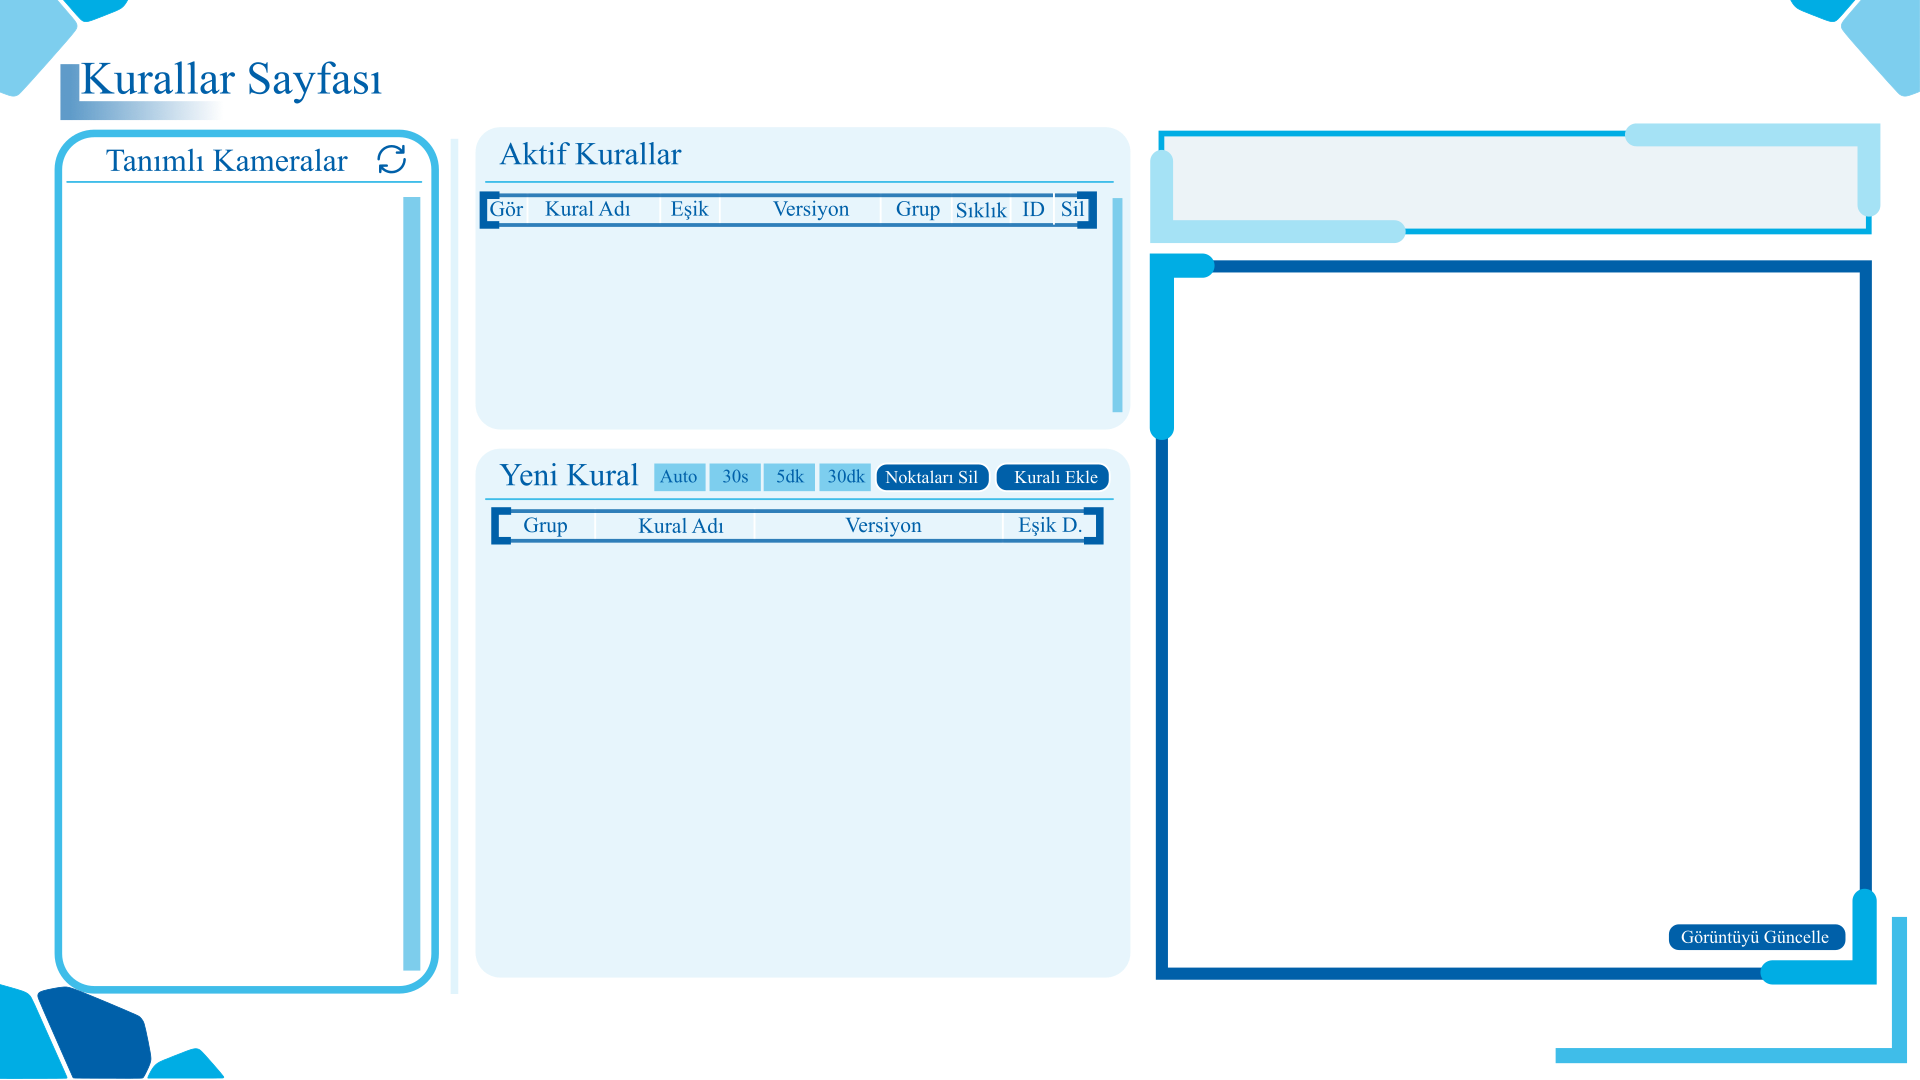 Kurallar Sayfası
Tanımlı Kameralar
Aktif Kurallar
Gör Kural Adı Eşik Versiyon Grup Sıklık ID Sil
Yeni Kural Auto 30s 5dk 30dk Noktaları Sil Kuralı Ekle
Grup Kural Adı Versiyon Eşik D.
Görüntüyü Güncelle